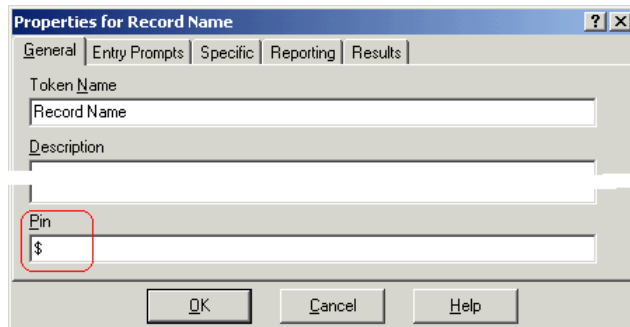 Properties for Record Name ? X
General Entry Prompts Specific Reporting Results
Token Name
Record Name
Description
Pin
$
OK Cancel Help